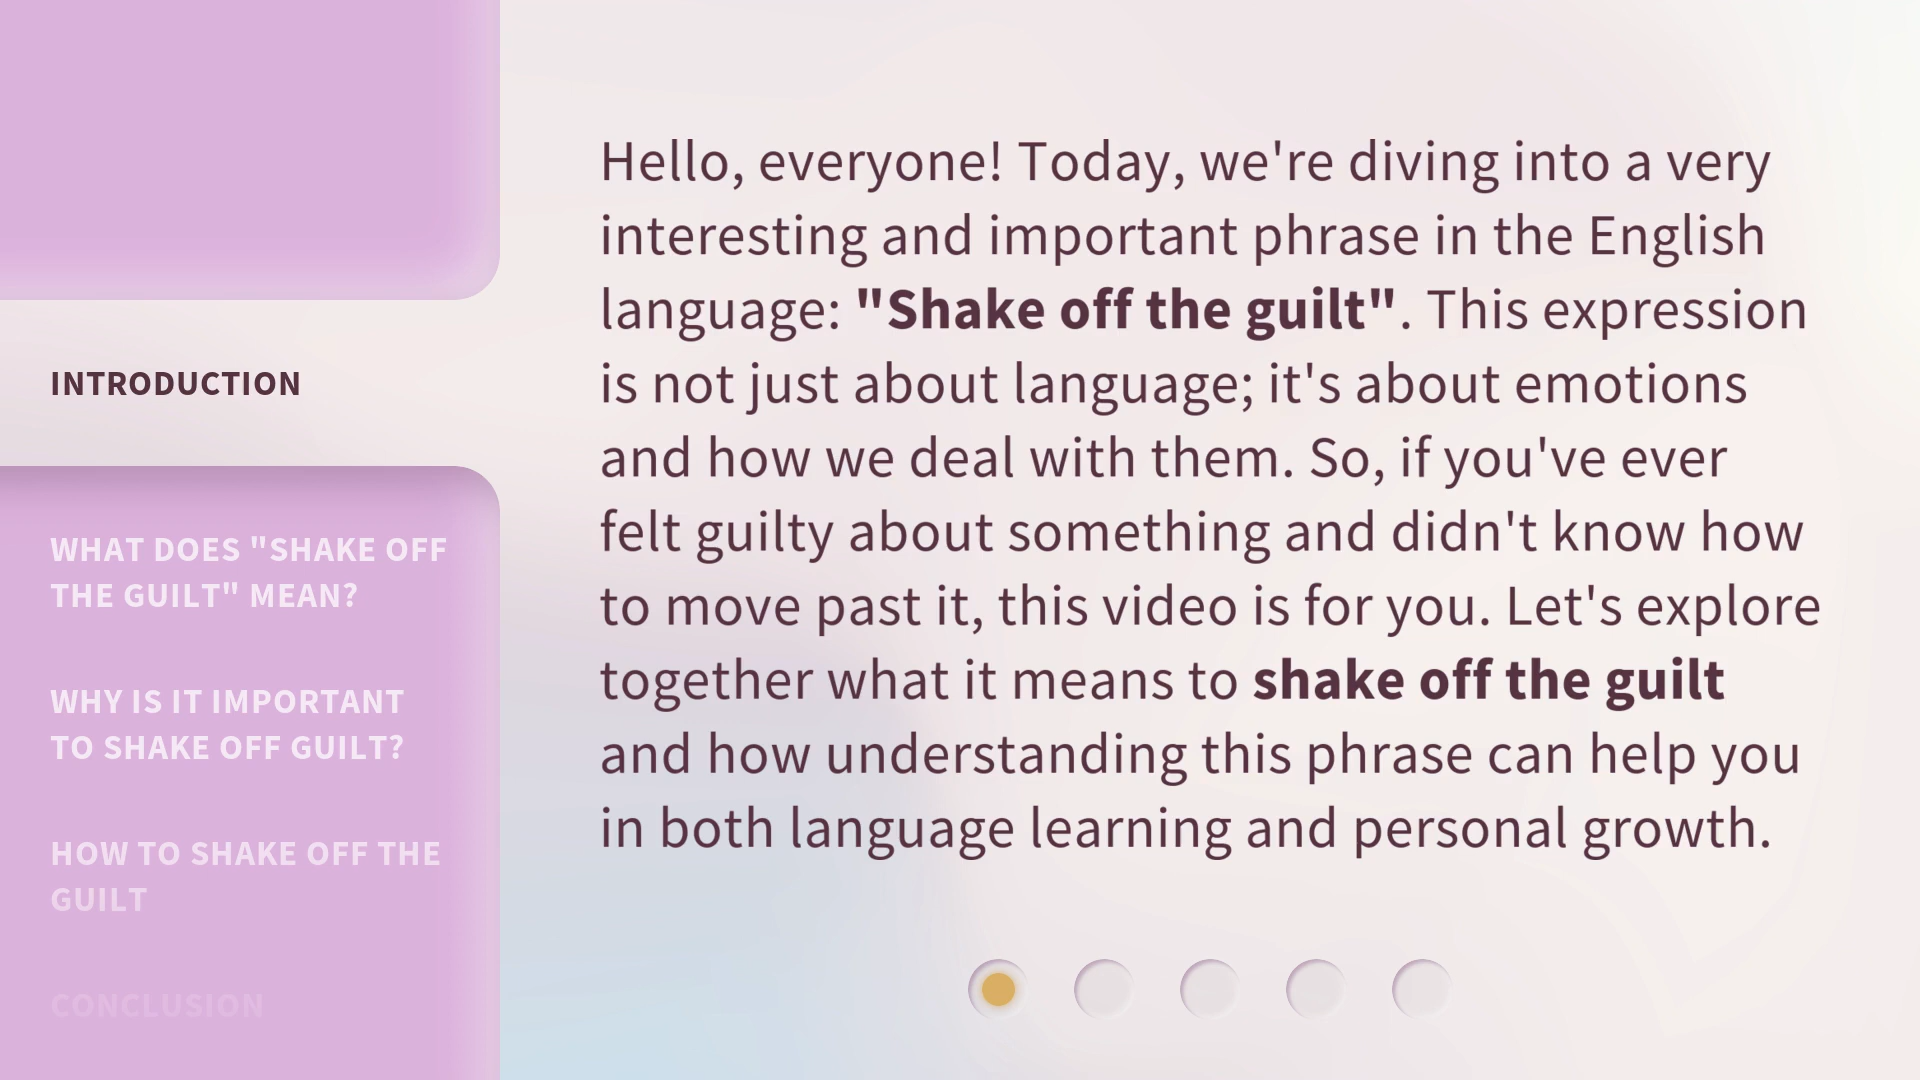 INTRODUCTION
WHAT DOES "SHAKE OFF
THE GUILT" MEAN?
WHY IS IT IMPORTANT
TO SHAKE OFF GUILT?
HOW TO SHAKE OFF THE
GUILT
CONCLUSION
Hello, everyone! Today, we're diving into a very
interesting and important phrase in the English
language: "Shake off the guilt". This expression
is not just about language; it's about emotions
and how we deal with them. So, if you've ever
felt guilty about something and didn't know how
to move past it, this video is for you. Let's explore
together what it means to shake off the guilt
and how understanding this phrase can help you
in both language learning and personal growth.